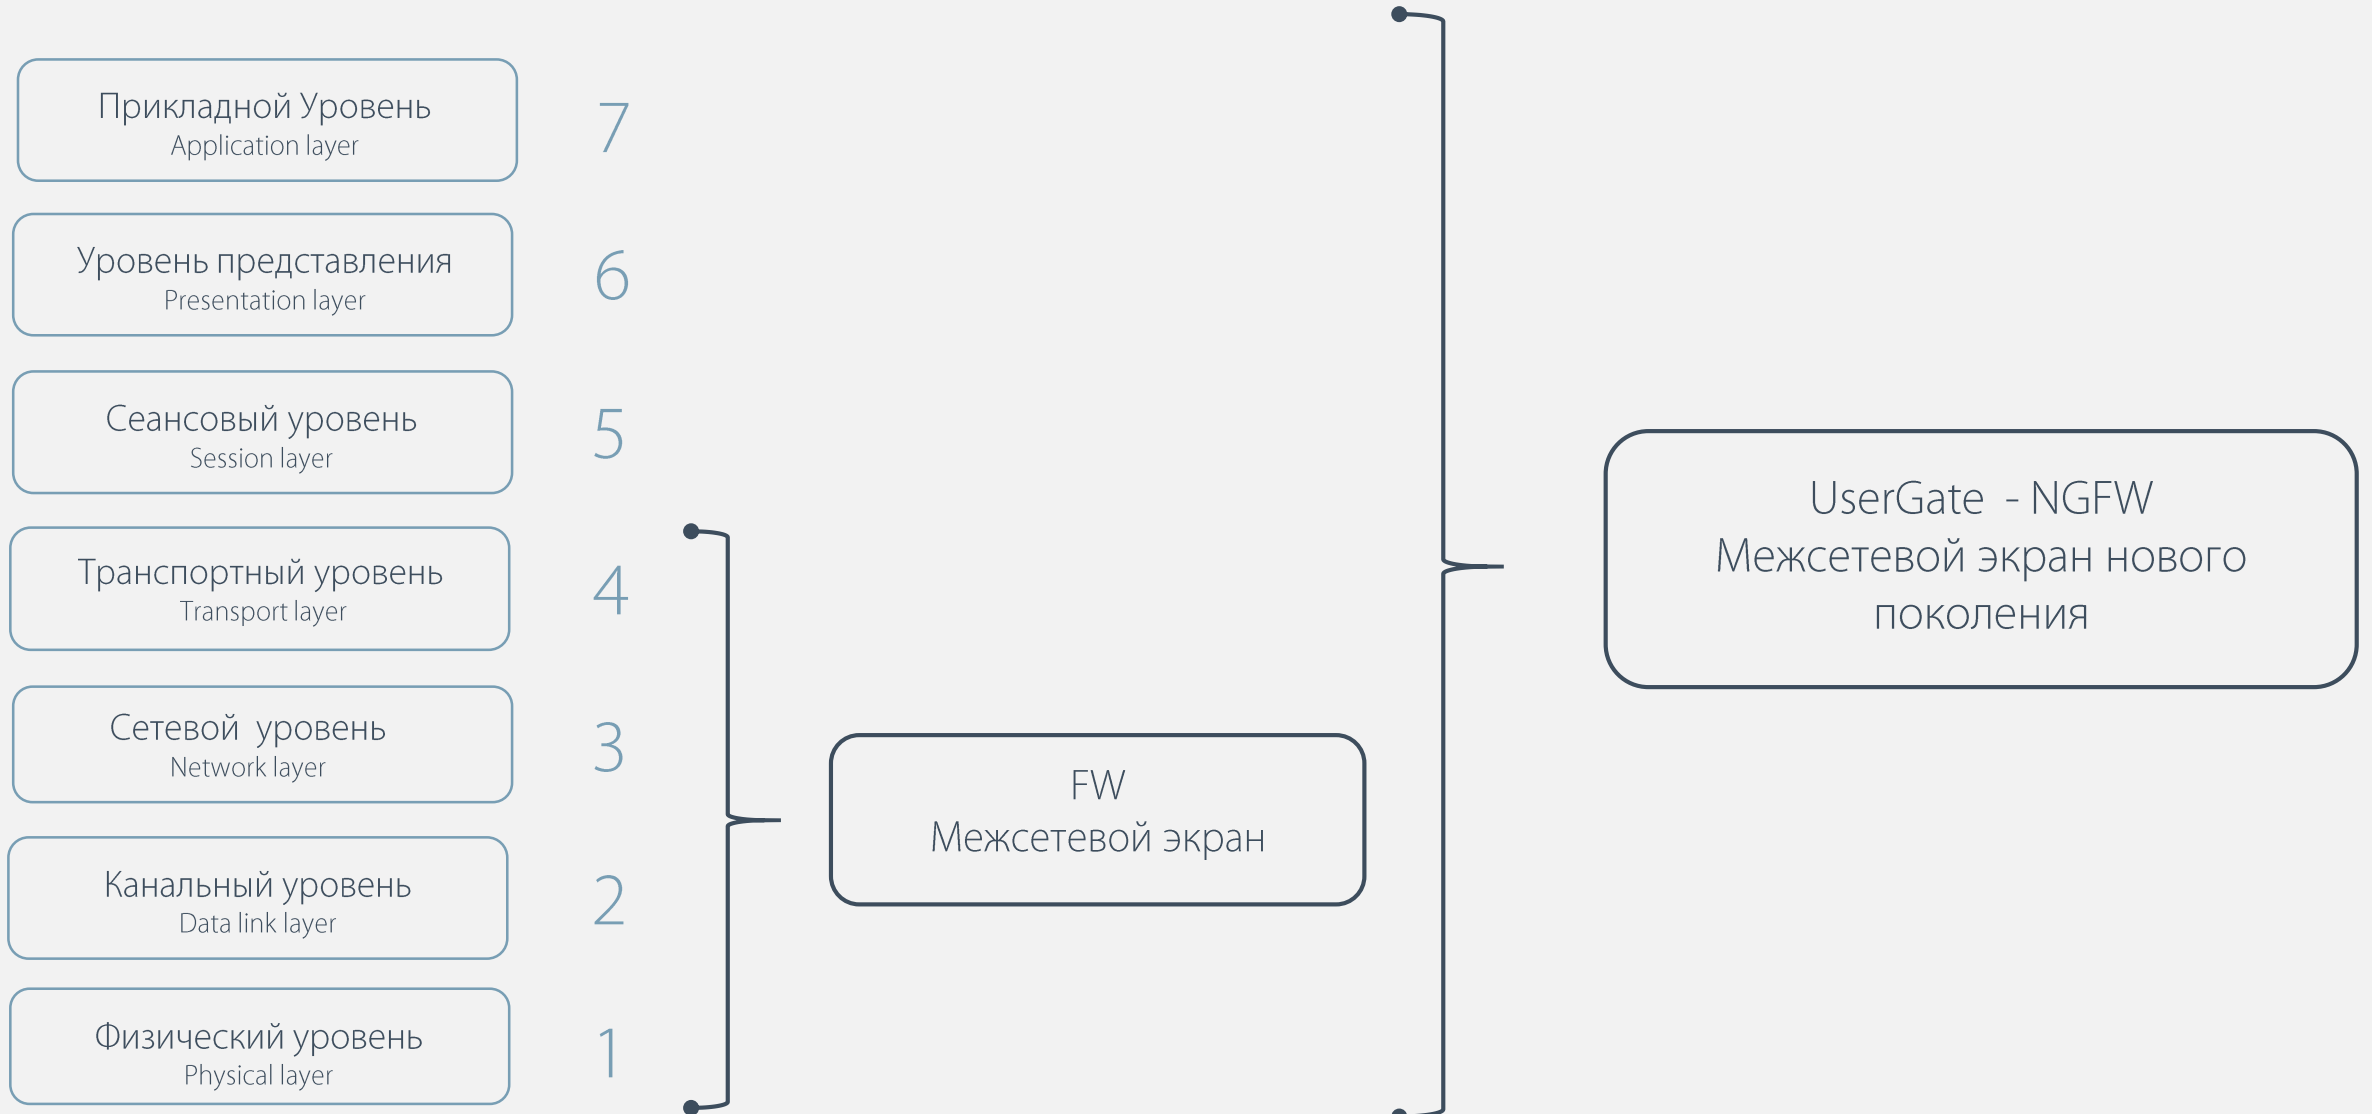 Прикладной Уровень
Application layer
7
Уровень представления
Presentation layer
6
Сеансовый уровень
Session layer
5
Транспортный уровень
Transport layer
4
Сетевой уровень
Network layer
3
Канальный уровень
Data link layer
2
Физический уровень
Physical layer
1
FW
Межсетевой экран
UserGate - NGFW
Межсетевой экран нового
поколения